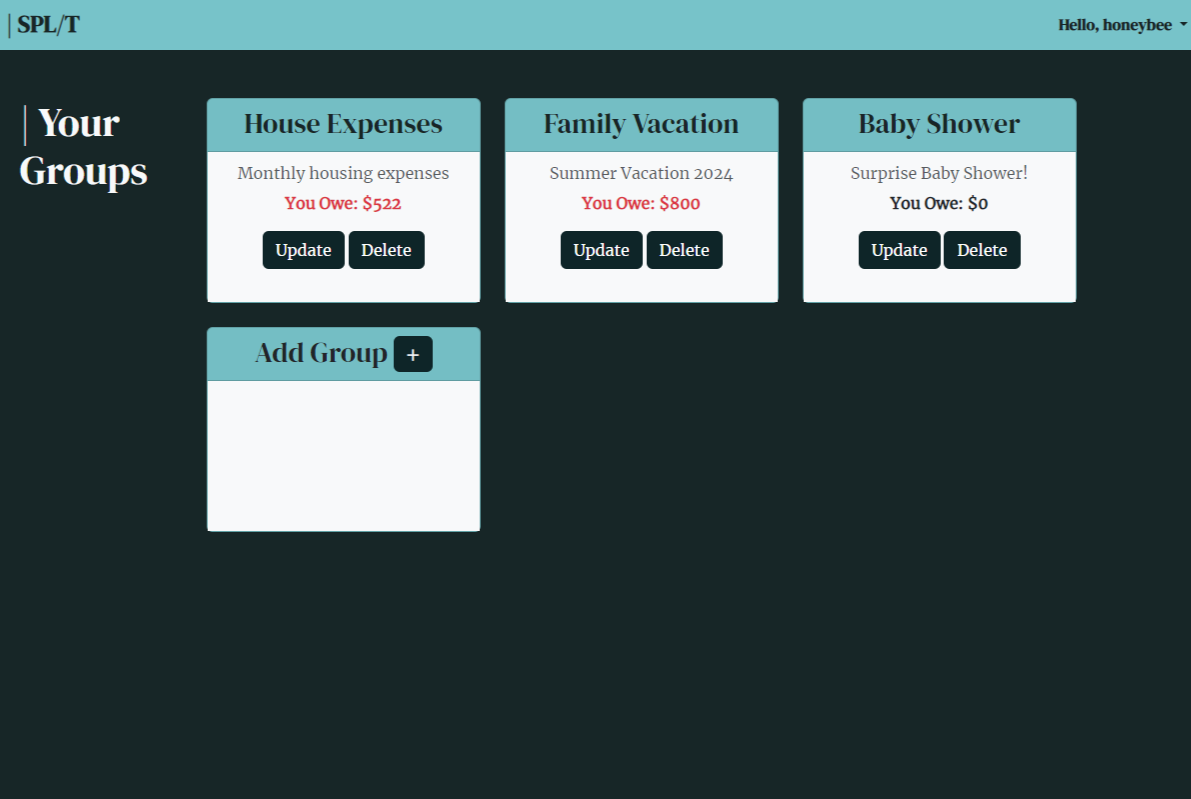 | SPL/T
Hello, honeybee
| Your
Groups
House Expenses
Monthly housing expenses
You Owe: $522
Update Delete
Family Vacation
Summer Vacation 2024
You Owe: $800
Update Delete
Baby Shower
Surprise Baby Shower!
You Owe: $0
Update Delete
Add Group +